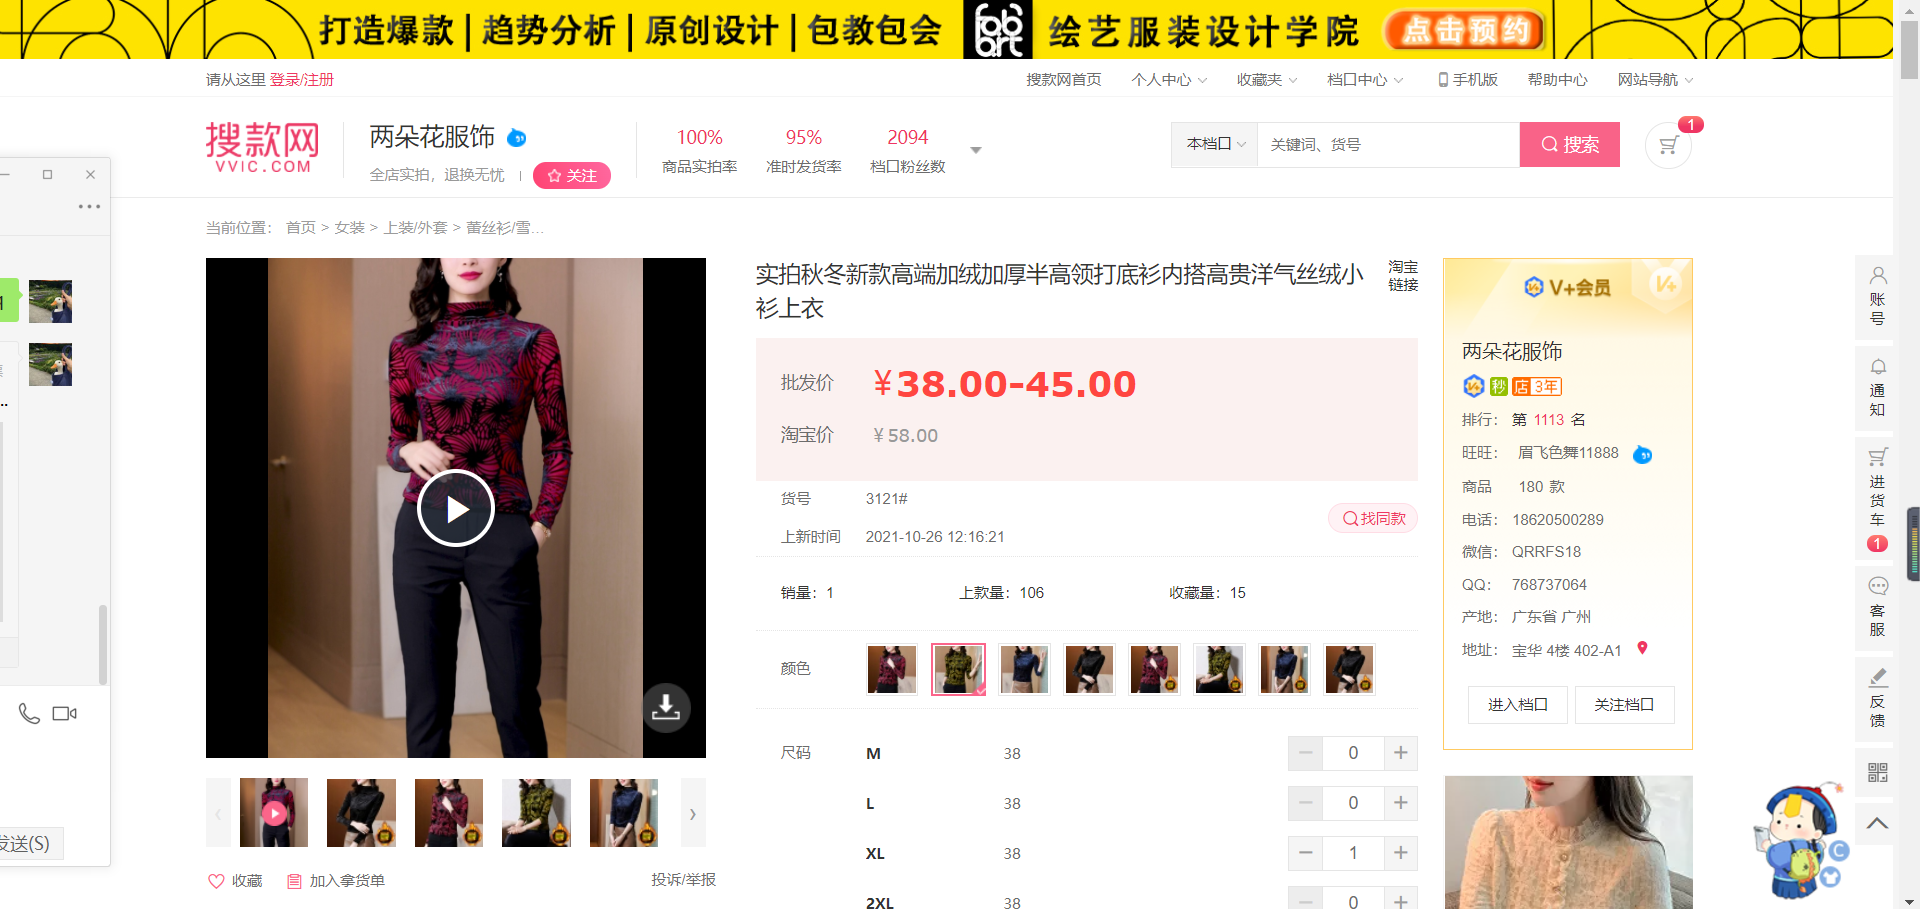 打造爆款 | 趋势分析 | 原创设计 | 包教包会
fab art
绘艺服装设计学院
点击预约
请从这里 登录/注册
搜款网首页
个人中心
收藏夹
档口中心
手机版
帮助中心
网站导航
搜款网
VVIC.COM
两朵花服饰
全店实拍，退换无忧
关注
100%
商品实拍率
95%
准时发货率
2094
档口粉丝数
本档口
关键词、货号
搜索
1
当前位置： 首页 > 女装 > 上装/外套 > 蕾丝衫/雪...
实拍秋冬新款高端加绒加厚半高领打底衫内搭高贵洋气丝绒小
衫上衣
淘宝
链接
批发价 ¥38.00-45.00
淘宝价 ¥58.00
货号 3121#
上新时间 2021-10-26 12:16:21
找同款
销量：1
上款量：106
收藏量：15
颜色
尺码
M 38 0
L 38 0
XL 38 1
2XL 38 0
收藏
加入拿货单
投诉/举报
V+会员
V+
两朵花服饰
秒 店 3年
排行： 第 1113 名
旺旺： 眉飞色舞11888
商品 180 款
电话： 18620500289
微信： QRRFS18
QQ： 768737064
产地： 广东省 广州
地址： 宝华 4楼 402-A1
进入档口
关注档口
账号
通知
进货车
1
客服
反馈
C
发送(S)